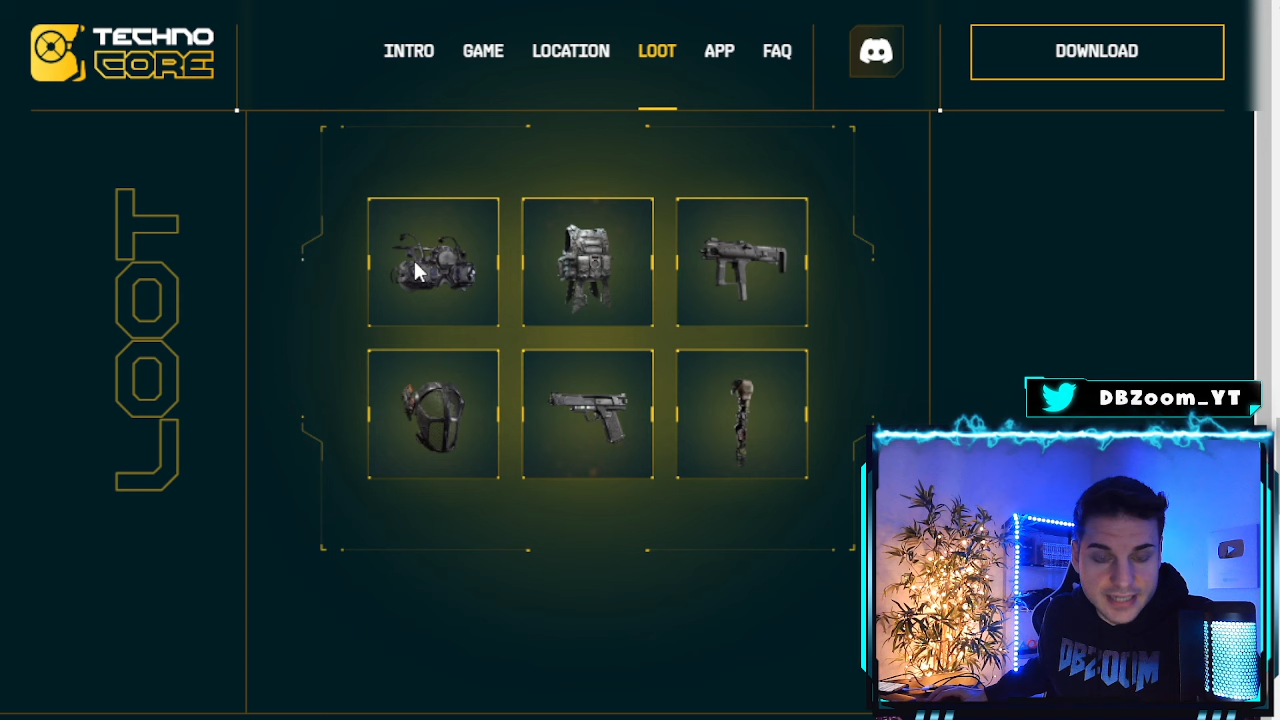 TECHNO
CORE
INTRO GAME LOCATION LOOT APP FAQ
DOWNLOAD
LOOT
DBZoom_YT
DBZOOM